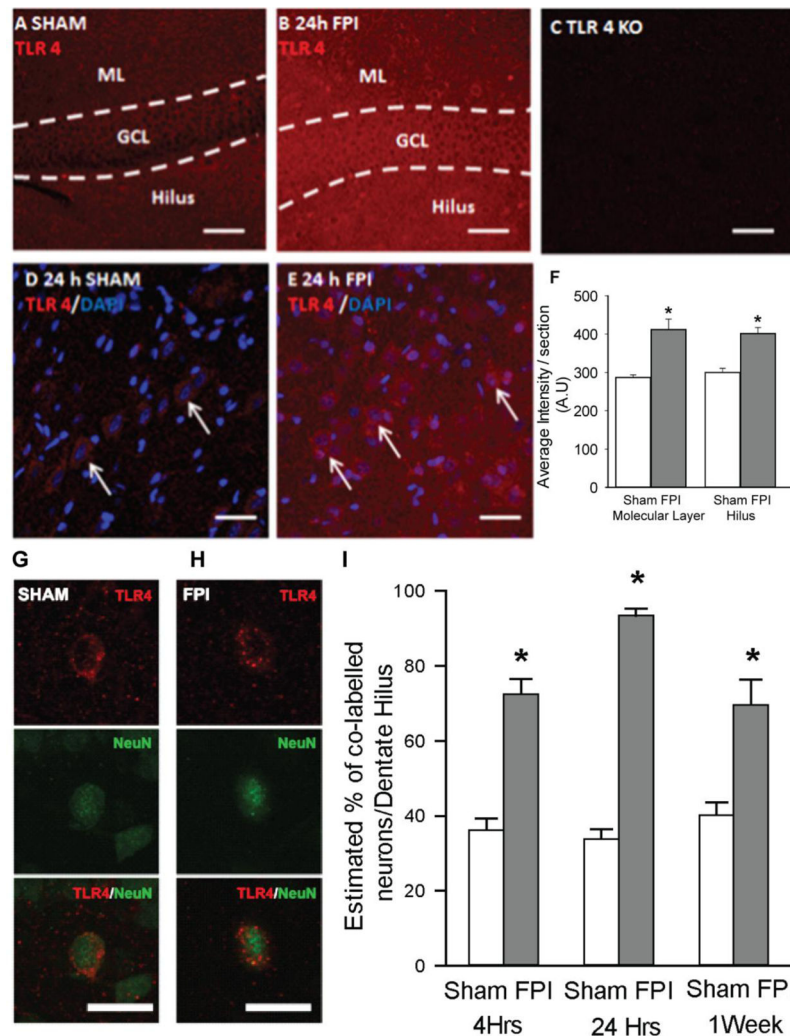 A SHAM
TLR 4
ML
GCL
Hilus
B 24h FPI
TLR 4
ML
GCL
Hilus
C TLR 4 KO
D 24 h SHAM
TLR 4/DAPI
E 24 h FPI
TLR 4 /DAPI
F
Average Intensity / section
(A.U)
500
400
300
200
100
0
*
*
Sham FPI
Molecular Layer
Sham FPI
Hilus
G
SHAM
TLR4
NeuN
TLR4/NeuN
H
FPI
TLR4
NeuN
TLR4/NeuN
I
Estimated % of co-labelled
neurons/Dentate Hilus
100
80
60
40
20
0
*
*
*
Sham FPI
4Hrs
Sham FPI
24 Hrs
Sham FP
1Week